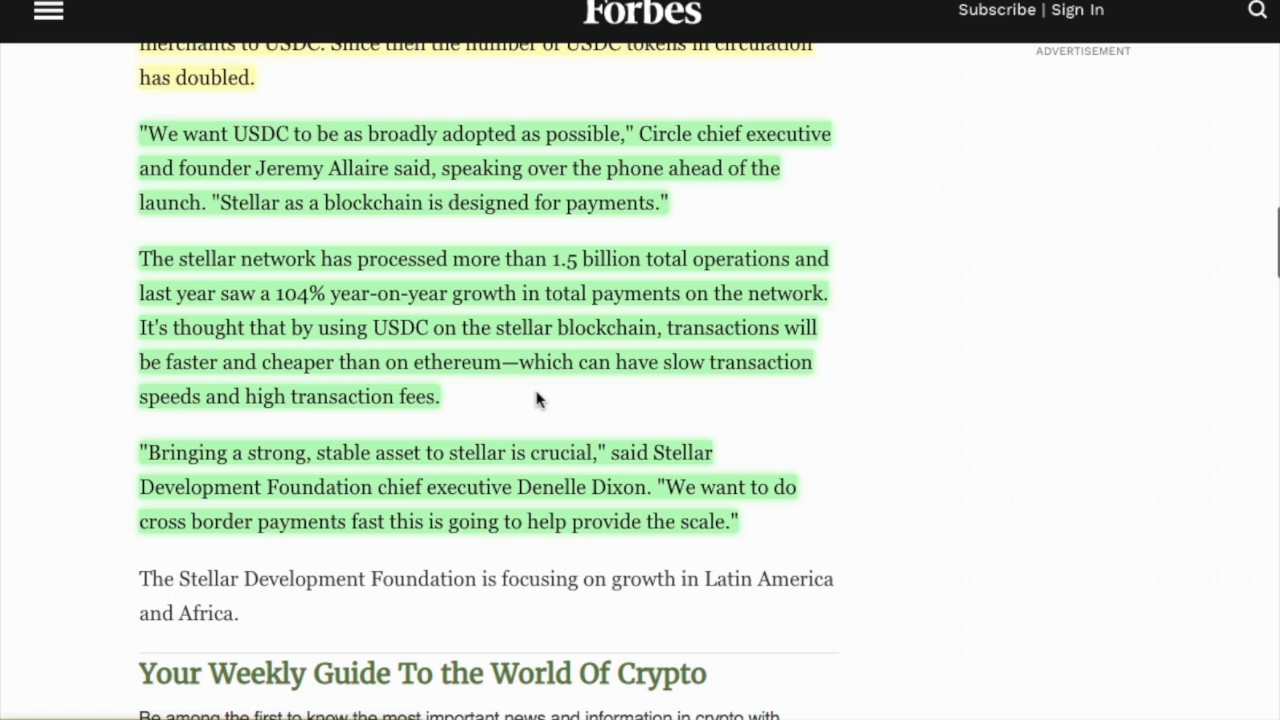 Forbes
Subscribe | Sign In
ADVERTISEMENT
merchants to USDC. Since then the number of USDC tokens in circulation
has doubled.
"We want USDC to be as broadly adopted as possible," Circle chief executive
and founder Jeremy Allaire said, speaking over the phone ahead of the
launch. "Stellar as a blockchain is designed for payments."
The stellar network has processed more than 1.5 billion total operations and
last year saw a 104% year-on-year growth in total payments on the network.
It's thought that by using USDC on the stellar blockchain, transactions will
be faster and cheaper than on ethereum—which can have slow transaction
speeds and high transaction fees.
"Bringing a strong, stable asset to stellar is crucial," said Stellar
Development Foundation chief executive Denelle Dixon. "We want to do
cross border payments fast this is going to help provide the scale."
The Stellar Development Foundation is focusing on growth in Latin America
and Africa.
Your Weekly Guide To the World Of Crypto
Be among the first to know the most important news and information in crypto with